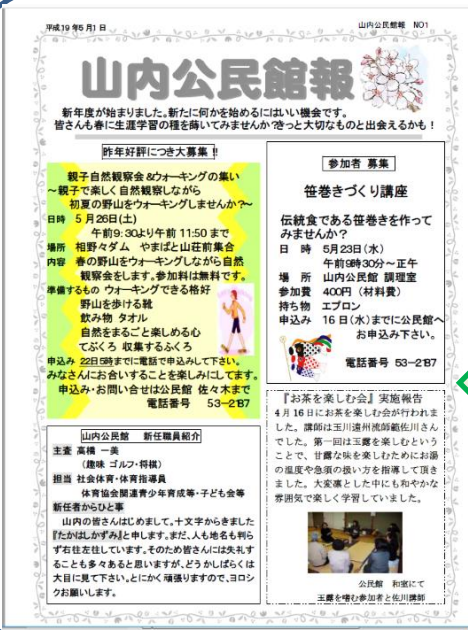 平成19年5月1日
山内公民館報 NO1
山内公民館報
新年度が始まりました。新たに何かを始めるにはいい機会です。
皆さんも春に生涯学習の種を蒔いてみませんか?きっと大切なものと出会えるかも!
昨年好評につき大募集!!
親子自然観察会&ウォーキングの集い
～親子で楽しく自然観察しながら
初夏の野山をウォーキングしませんか?～
日時 5月26日(土)
午前9:30より午前11:50まで
場所 相野々ダム やまばと山荘前集合
内容 春の野山をウォーキングしながら自然
観察会をします。参加料は無料です。
準備するもの ウォーキングできる格好
野山を歩ける靴
飲み物 タオル
自然をまるごと楽しめる心
てぶくろ 収集するふくろ
申込み 22日5時までに電話で申込みして下さい。
みなさんにお会いすることを楽しみにしてます。
申込み・お問い合せは公民館 佐々木まで
電話番号 53-2187
山内公民館 新任職員紹介
主査 高橋 一美
(趣味 ゴルフ・将棋)
担当 社会体育・体育指導員
体育協会関連青少年育成等・子ども会等
新任者からひと事
山内の皆さんはじめまして。十文字からきました
『たかはしかずみ』と申します。まだ、人も地名も判ら
ず右往左往しています。そのため皆さんには失礼す
ることも多々あると思いますが、どうかしばらくは
大目に見て下さい。とにかく頑張りますので、ヨロシ
クお願いします。
参加者 募集
笹巻きづくり講座
伝統食である笹巻きを作って
みませんか?
日 時 5月23日(水)
午前9時30分～正午
場 所 山内公民館 調理室
参加費 400円(材料費)
持ち物 エプロン
申込み 16日(水)までに公民館へ
お申込み下さい。
電話番号 53-2187
『お茶を楽しむ会』実施報告
4月16日にお茶を楽しむ会が行われま
した。講師は玉川遠州流師範佐川さん
でした。第一回は玉露を楽しむという
ことで、甘露な味を楽しむためにお湯
の温度や急須の扱い方を指導して頂き
ました。大変凛とした中にも和やかな
雰囲気で楽しく学習していました。
公民館 和室にて
玉露を嗜む参加者と佐川講師